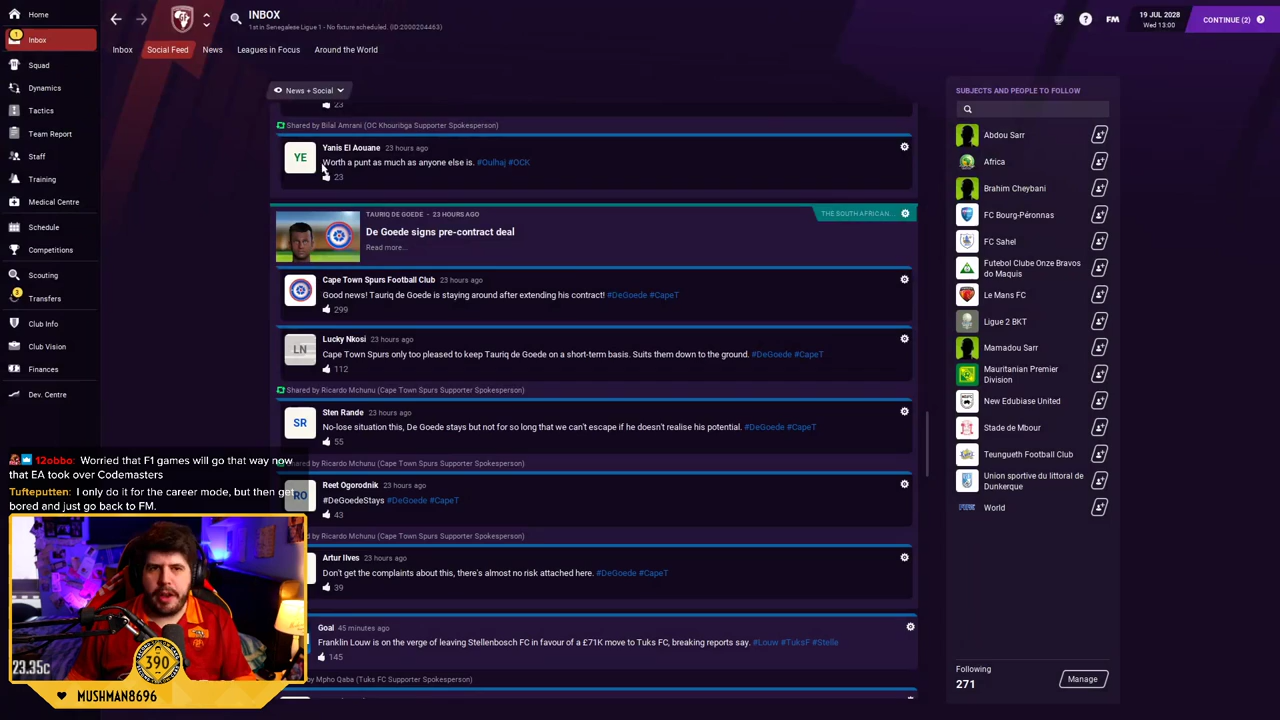 Home
1
Inbox
Squad
Dynamics
Tactics
Team Report
Staff
Training
Medical Centre
Schedule
Competitions
Scouting
3
Transfers
Club Info
Club Vision
Finances
Dev. Centre
INBOX
1st in Senegalese Ligue 1 - No fixture scheduled. (ID:2000204463)
? FM
19 JUL 2028
Wed 13:00
CONTINUE (2)
Inbox Social Feed News Leagues in Focus Around the World
News + Social
23
Shared by Bilal Amrani (OC Khouribga Supporter Spokesperson)
YE
Yanis El Aouane 23 hours ago
Worth a punt as much as anyone else is. #Oulhaj #OCK
23
TAURIQ DE GOEDE - 23 HOURS AGO
THE SOUTH AFRICAN...
De Goede signs pre-contract deal
Read more...
Cape Town Spurs Football Club 23 hours ago
Good news! Tauriq de Goede is staying around after extending his contract! #DeGoede #CapeT
299
LN
Lucky Nkosi 23 hours ago
Cape Town Spurs only too pleased to keep Tauriq de Goede on a short-term basis. Suits them down to the ground. #DeGoede #CapeT
112
Shared by Ricardo Mchunu (Cape Town Spurs Supporter Spokesperson)
SR
Sten Rande 23 hours ago
No-lose situation this, De Goede stays but not for so long that we can't escape if he doesn't realise his potential. #DeGoede #CapeT
55
Shared by Ricardo Mchunu (Cape Town Spurs Supporter Spokesperson)
RO
Reet Ogorodnik 23 hours ago
#DeGoedeStays #DeGoede #CapeT
43
Shared by Ricardo Mchunu (Cape Town Spurs Supporter Spokesperson)
Artur Ilves 23 hours ago
Don't get the complaints about this, there's almost no risk attached here. #DeGoede #CapeT
39
Goal 45 minutes ago
Franklin Louw is on the verge of leaving Stellenbosch FC in favour of a £71K move to Tuks FC, breaking reports say. #Louw #TuksF #Stelle
145
by Mpho Qaba (Tuks FC Supporter Spokesperson)
SUBJECTS AND PEOPLE TO FOLLOW
Abdou Sarr
Africa
Brahim Cheybani
FC Bourg-Péronnas
FC Sahel
Futebol Clube Onze Bravos
do Maquis
Le Mans FC
Ligue 2 BKT
Mamadou Sarr
Mauritanian Premier
Division
New Edubiase United
Stade de Mbour
Teungueth Football Club
Union sportive du littoral de
Dunkerque
FIFA World
Following
271
Manage
12obbo: Worried that F1 games will go that way now
that EA took over Codemasters
Tufteputten: I only do it for the career mode, but then get
bored and just go back to FM.
23.35c
390
MUSHMAN8696